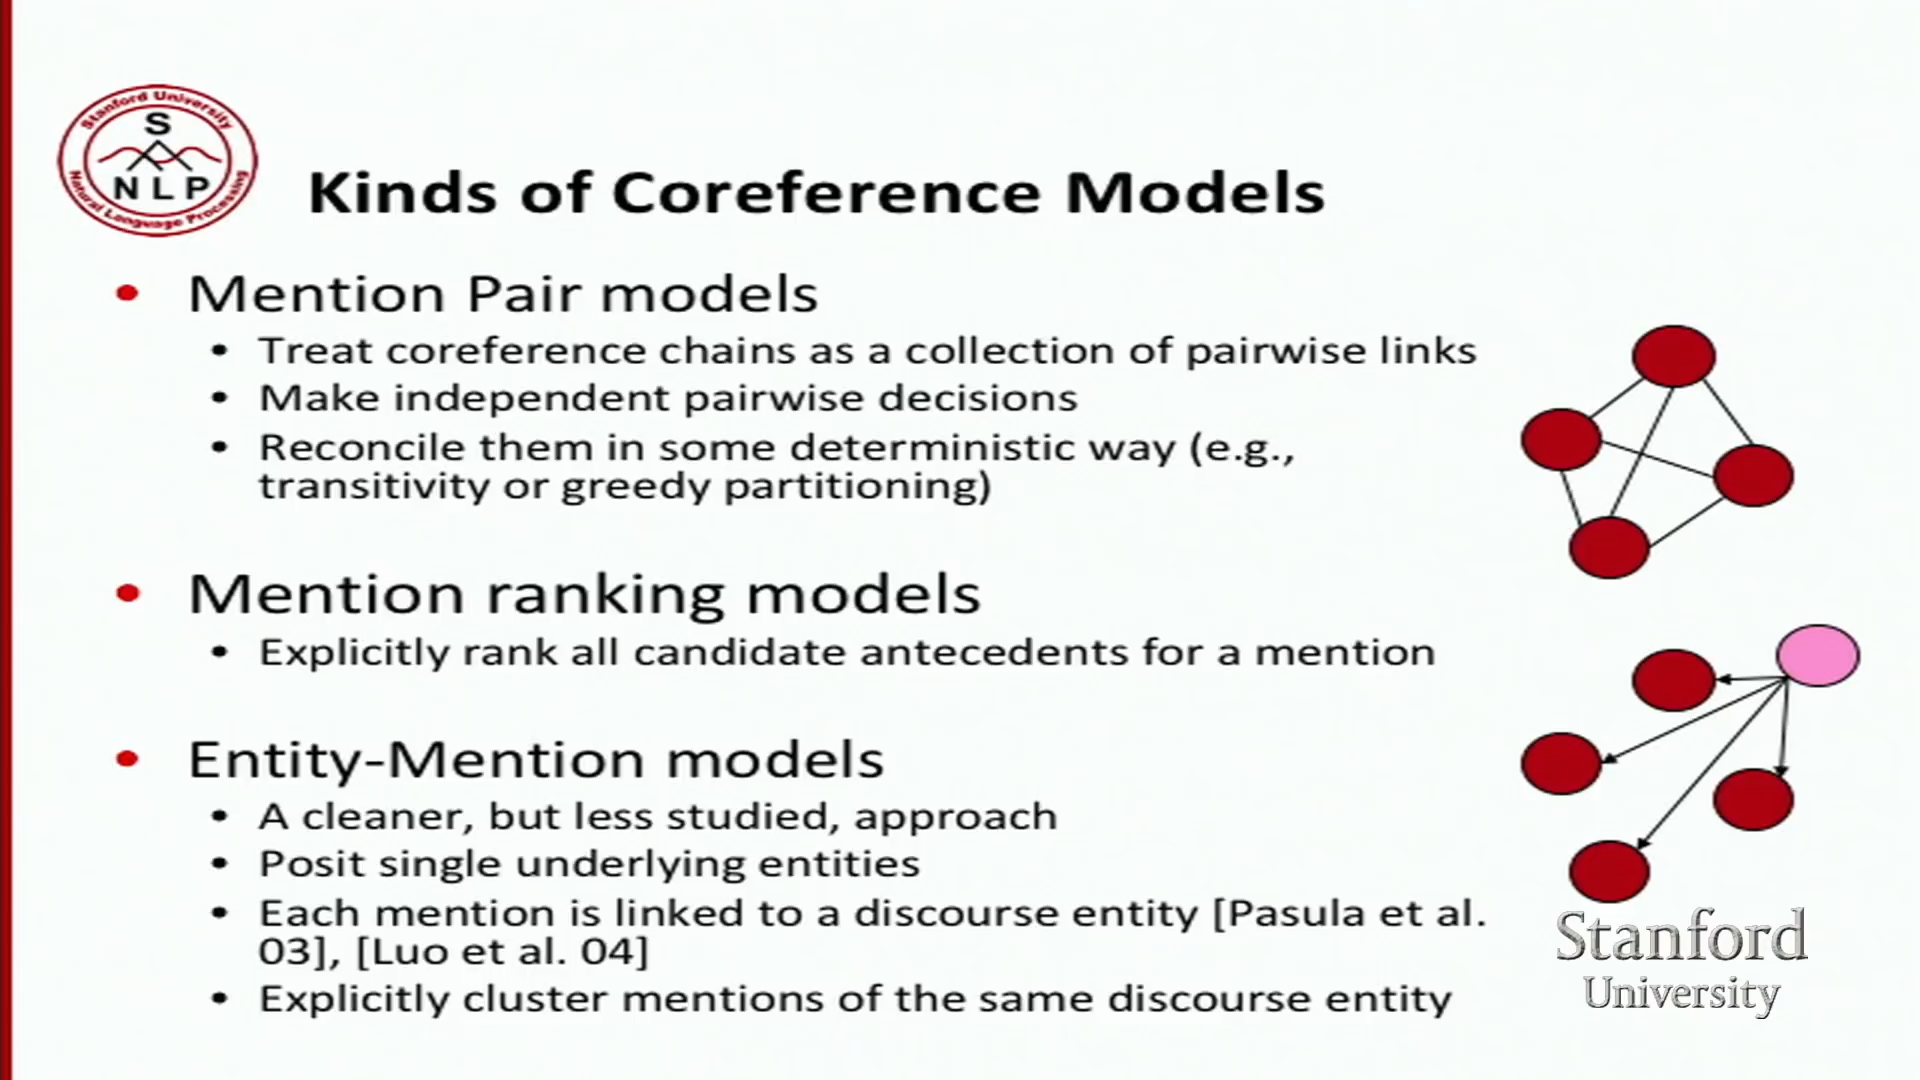 Stanford University
S
NLP
Natural Language Processing
Kinds of Coreference Models
• Mention Pair models
• Treat coreference chains as a collection of pairwise links
• Make independent pairwise decisions
• Reconcile them in some deterministic way (e.g.,
transitivity or greedy partitioning)
• Mention ranking models
• Explicitly rank all candidate antecedents for a mention
• Entity-Mention models
• A cleaner, but less studied, approach
• Posit single underlying entities
• Each mention is linked to a discourse entity [Pasula et al.
03], [Luo et al. 04]
• Explicitly cluster mentions of the same discourse entity
Stanford
University